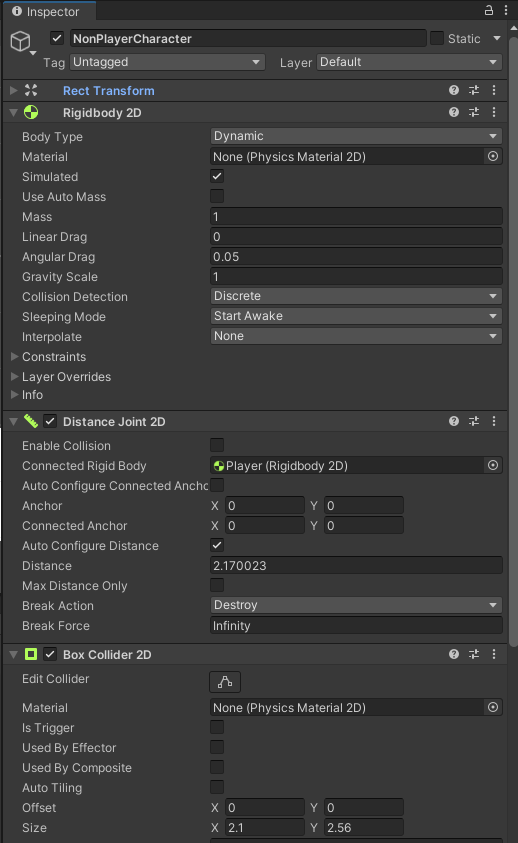 Inspector
NonPlayerCharacter Static
Tag Untagged Layer Default
Rect Transform
Rigidbody 2D
Body Type Dynamic
Material None (Physics Material 2D)
Simulated
Use Auto Mass
Mass 1
Linear Drag 0
Angular Drag 0.05
Gravity Scale 1
Collision Detection Discrete
Sleeping Mode Start Awake
Interpolate None
Constraints
Layer Overrides
Info
Distance Joint 2D
Enable Collision
Connected Rigid Body Player (Rigidbody 2D)
Auto Configure Connected Ancho
Anchor X 0 Y 0
Connected Anchor X 0 Y 0
Auto Configure Distance
Distance 2.170023
Max Distance Only
Break Action Destroy
Break Force Infinity
Box Collider 2D
Edit Collider
Material None (Physics Material 2D)
Is Trigger
Used By Effector
Used By Composite
Auto Tiling
Offset X 0 Y 0
Size X 2.1 Y 2.56